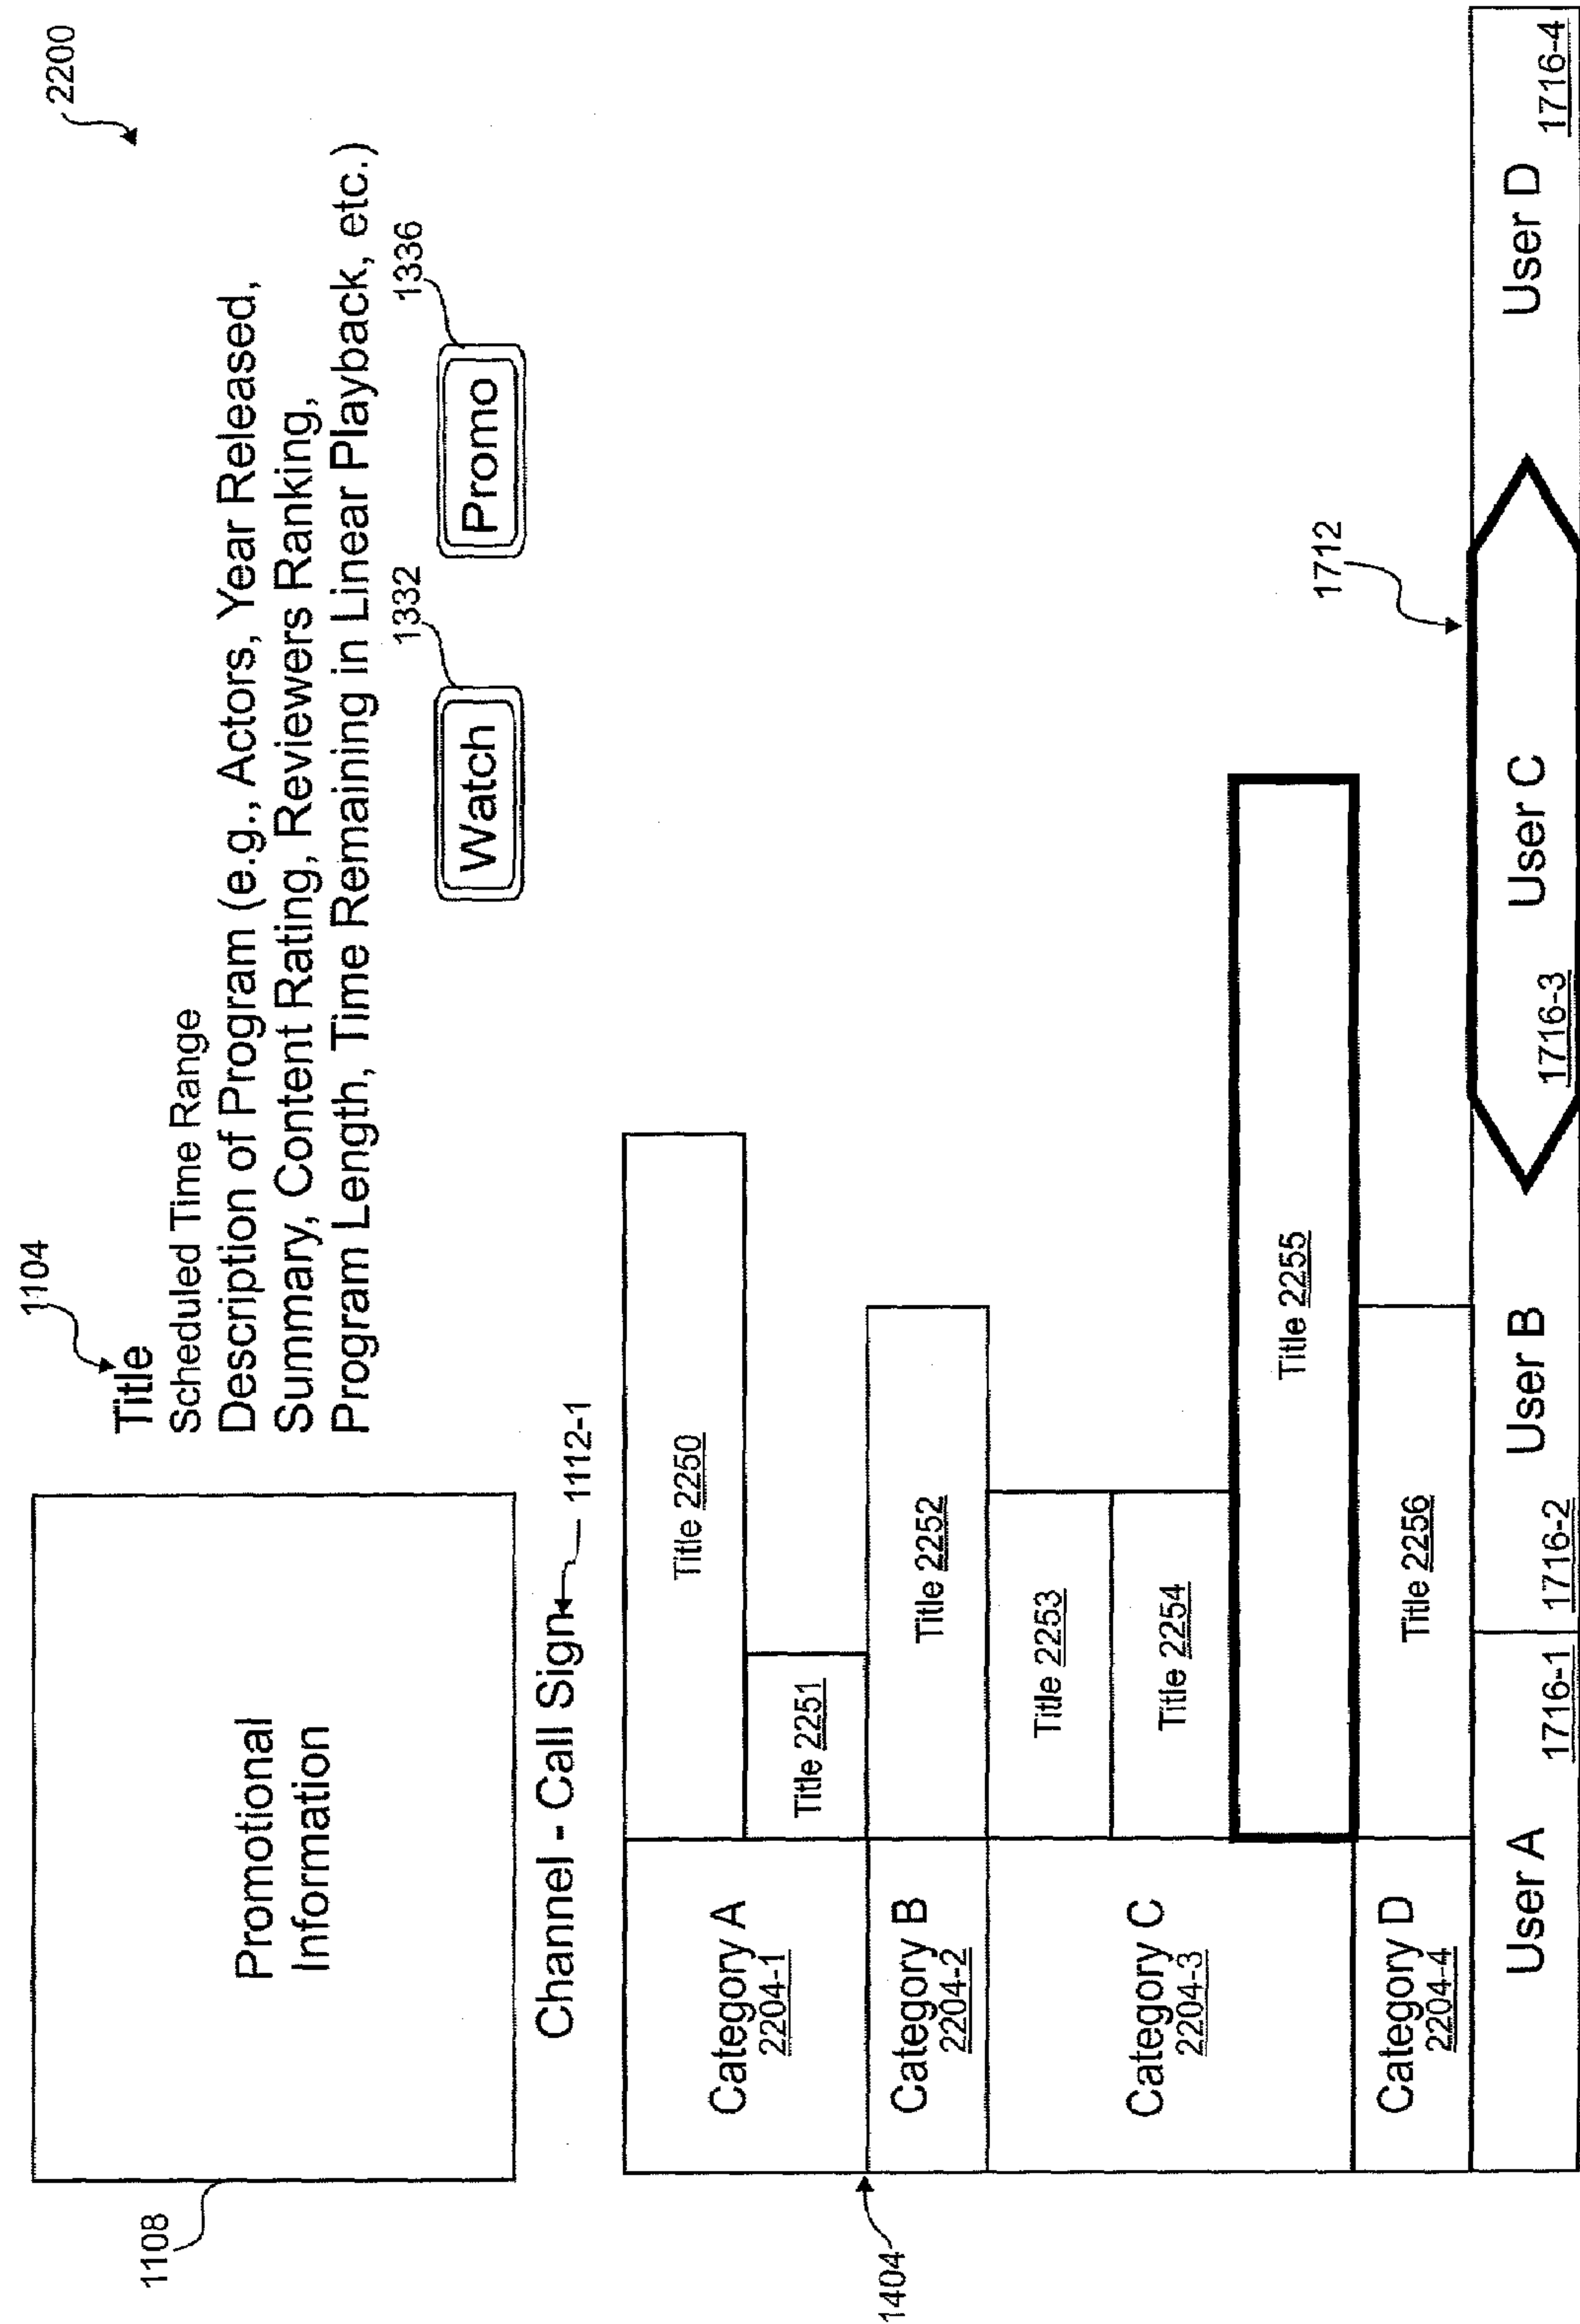 2200
1104
Title
Scheduled Time Range
Description of Program (e.g., Actors, Year Released,
Summary, Content Rating, Reviewers Ranking,
Program Length, Time Remaining in Linear Playback, etc.)
1108
Promotional
Information
1332
Watch
1336
Promo
Channel - Call Sign
1112-1
1404
Category A
2204-1
Title 2250
Title 2251
Category B
2204-2
Title 2252
Category C
2204-3
Title 2253
Title 2254
Title 2255
Category D
2204-4
Title 2256
1712
User A
1716-1
User B
1716-2
User C
1716-3
User D
1716-4